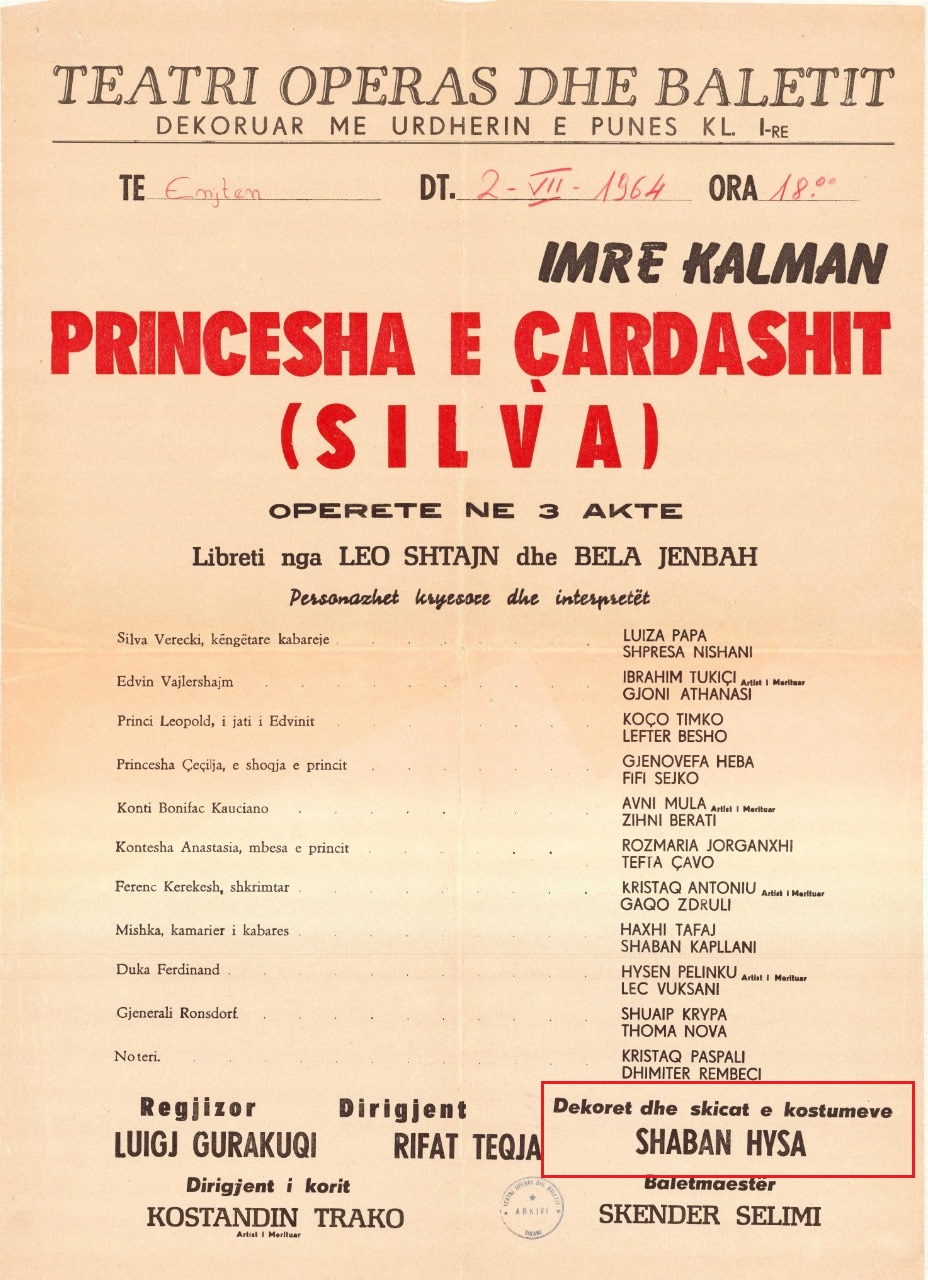 TEATRI OPERAS DHE BALETIT
DEKORUAR ME URDHERIN E PUNES KL. I-RE
TE Enjten DT. 2-VII-1964 ORA 18.00
IMRE KALMAN
PRINCESHA E ÇARDASHIT
(SILVA)
OPERETE NE 3 AKTE
Libreti nga LEO SHTAJN dhe BELA JENBAH
Personazhet kryesore dhe interpretët
Silva Verecki, këngëtare kabareje . . . . . . LUIZA PAPA
SHPRESA NISHANI
Edvin Vajlershajm . . . . . . . . IBRAHIM TUKIÇI Artist i Merituar
GJONI ATHANASI
Princi Leopold, i jati i Edvinit . . . . . . KOÇO TIMKO
LEFTER BESHO
Princesha Çeçilja, e shoqja e princit . . . . . . GJENOVEFA HEBA
FIFI SEJKO
Konti Bonifac Kauciano . . . . . . . AVNI MULA Artist i Merituar
ZIHNI BERATI
Kontesha Anastasia, mbesa e princit . . . . . . ROZMARIA JORGANXHI
TEFTA ÇAVO
Ferenc Kerekesh, shkrimtar . . . . . . . KRISTAQ ANTONIU Artist i Merituar
GAQO ZDRULI
Mishka, kamarier i kabares . . . . . . . HAXHI TAFAJ
SHABAN KAPLLANI
Duka Ferdinand . . . . . . . . . HYSEN PELINKU Artist i Merituar
LEC VUKSANI
Gjenerali Ronsdorf. . . . . . . . . SHUAIP KRYPA
THOMA NOVA
Noteri. . . . . . . . . . KRISTAQ PASPALI
DHIMITER REMBECI
Regjizor Dirigjent Dekoret dhe skicat e kostumeve
LUIGJ GURAKUQI RIFAT TEQJA SHABAN HYSA
Dirigjent i korit Baletmaestër
KOSTANDIN TRAKO SKENDER SELIMI
Artist i Merituar
TEATRI OPERAS DHE BALETIT
ARKIVI
TIRANE